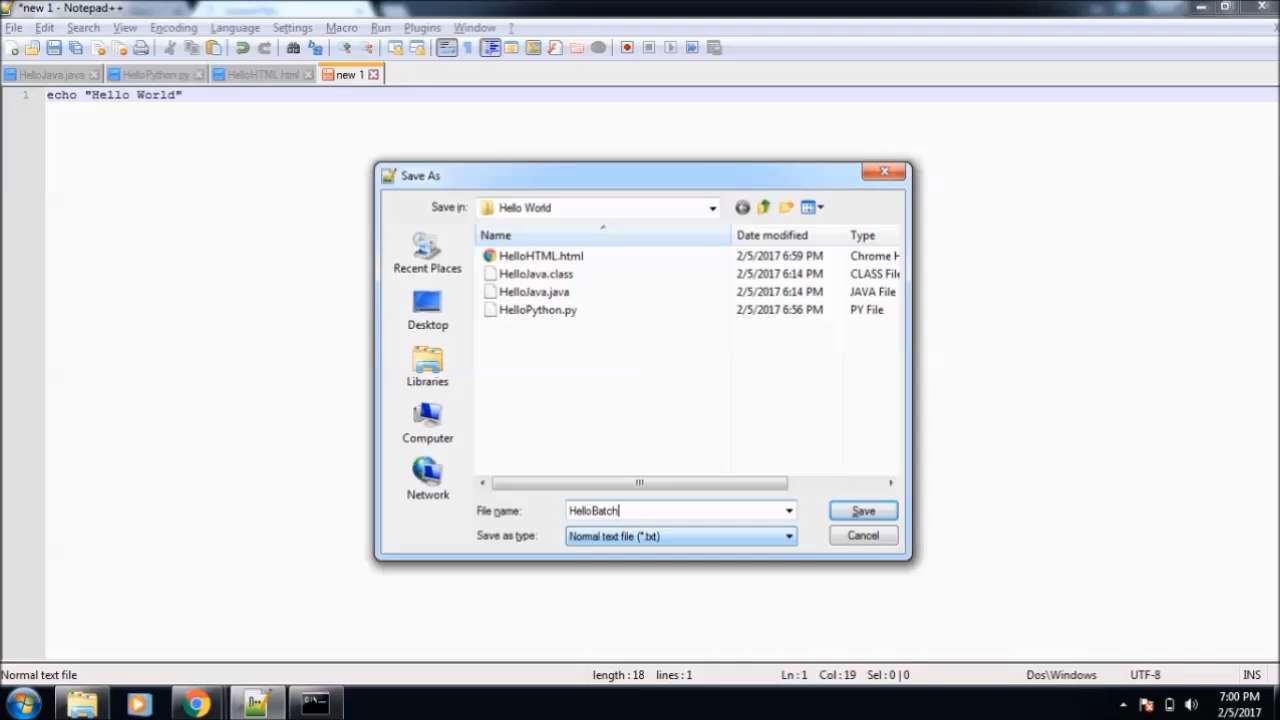 *new 1 - Notepad++
File Edit Search View Encoding Language Settings Macro Run Plugins Window ?
HelloJava.java HelloPython.py HelloHTML.html new 1
1 echo "Hello World"
Save As
Save in: Hello World
Name Date modified Type
HelloHTML.html 2/5/2017 6:59 PM Chrome H
HelloJava.class 2/5/2017 6:14 PM CLASS File
HelloJava.java 2/5/2017 6:14 PM JAVA File
HelloPython.py 2/5/2017 6:56 PM PY File
Recent Places
Desktop
Libraries
Computer
Network
File name: HelloBatch Save
Save as type: Normal text file (*.txt) Cancel
Normal text file length : 18 lines : 1 Ln : 1 Col : 19 Sel : 0 | 0 Dos\Windows UTF-8 INS
7:00 PM
2/5/2017